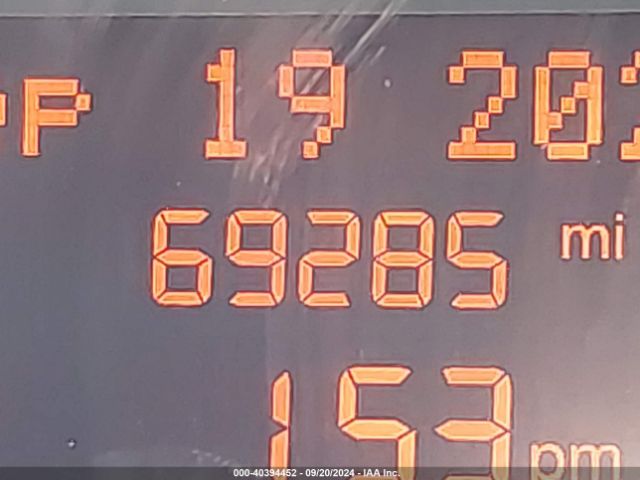 19
69285 mi
153 pm
000-40394452 - 09/20/2024 - IAA Inc.